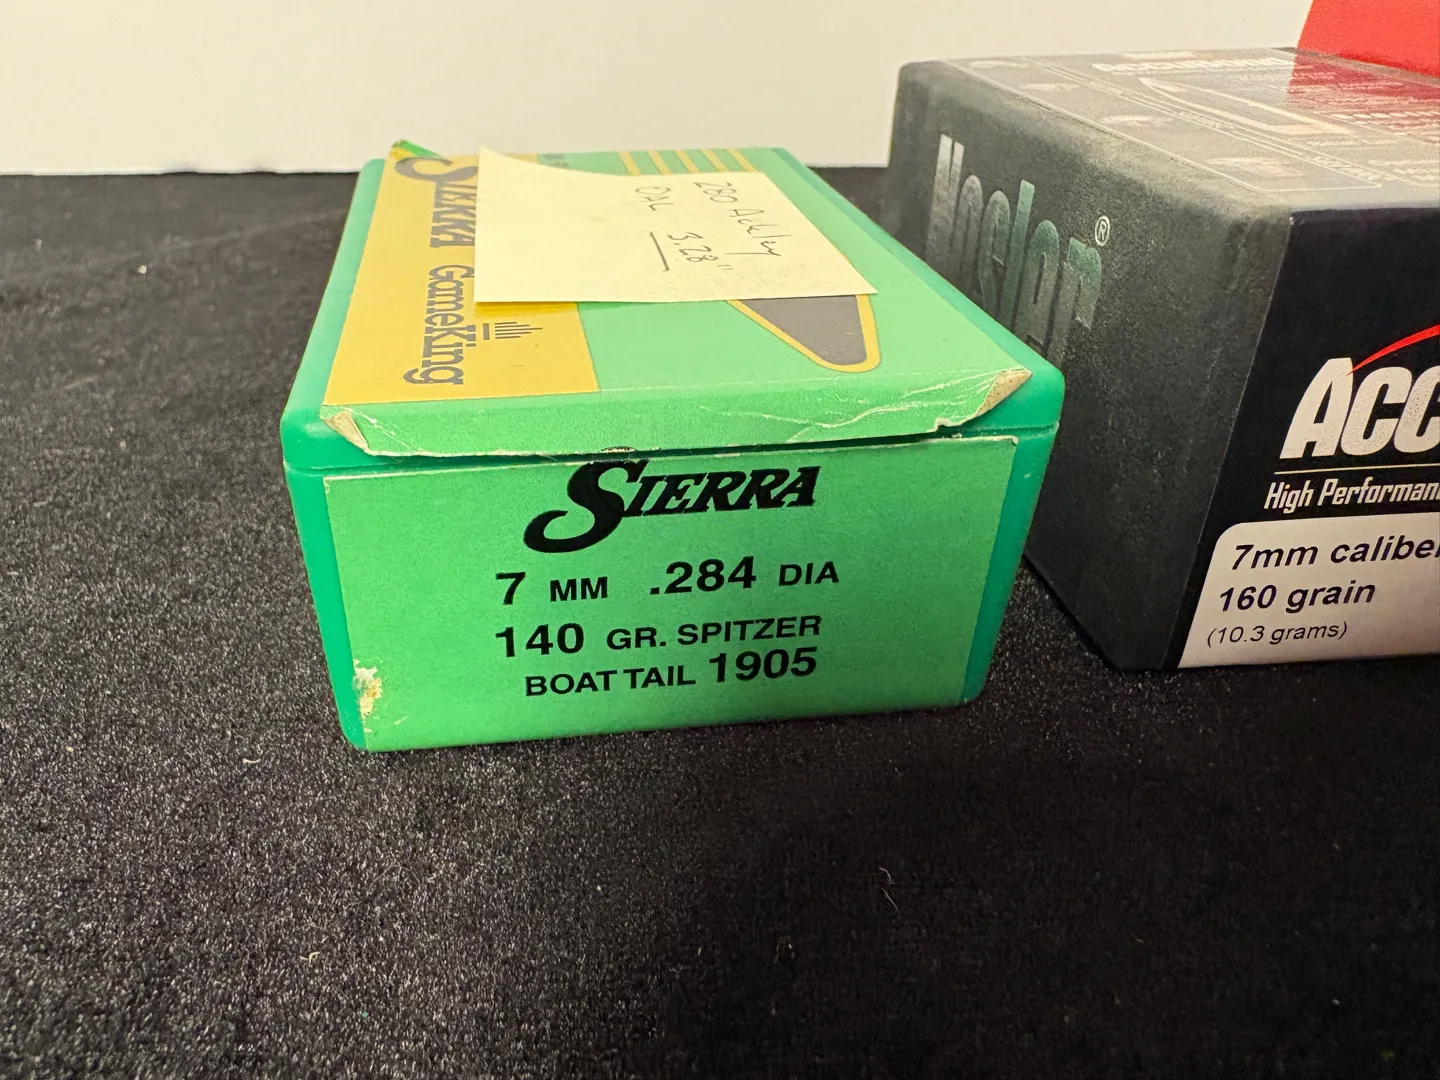 SIERRA GameKing
280 Ackley
OAL 3.28"
SIERRA
7 MM .284 DIA
140 GR. SPITZER
BOAT TAIL 1905
Nosler®
ACC
High Performan
7mm caliber
160 grain
(10.3 grams)